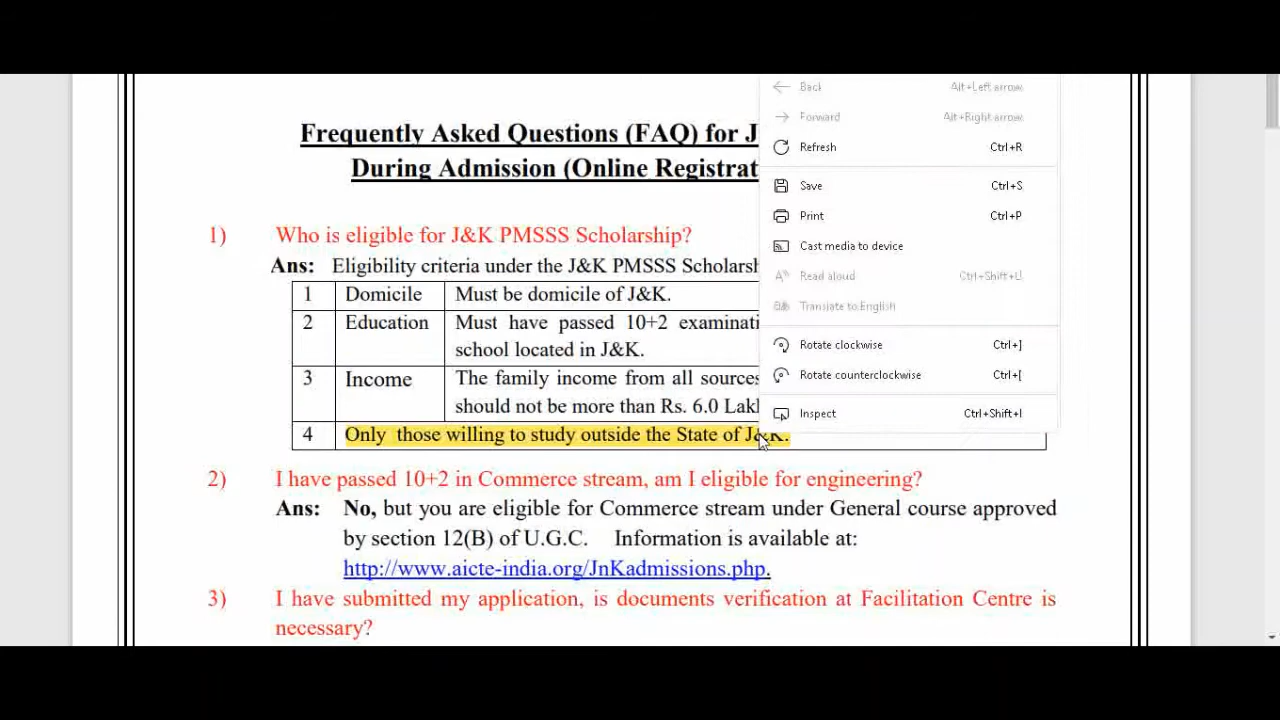 Back Alt+Left arrow
Forward Alt+Right arrow
Refresh Ctrl+R
Save Ctrl+S
Print Ctrl+P
Cast media to device
Read aloud Ctrl+Shift+U
Translate to English
Rotate clockwise Ctrl+]
Rotate counterclockwise Ctrl+[
Inspect Ctrl+Shift+I
Frequently Asked Questions (FAQ) for J
During Admission (Online Registrat
1) Who is eligible for J&K PMSSS Scholarship?
Ans: Eligibility criteria under the J&K PMSSS Scholarsh
1 Domicile Must be domicile of J&K.
2 Education Must have passed 10+2 examinati
school located in J&K.
3 Income The family income from all sources
should not be more than Rs. 6.0 Lakh
4 Only those willing to study outside the State of J&K.
2) I have passed 10+2 in Commerce stream, am I eligible for engineering?
Ans: No, but you are eligible for Commerce stream under General course approved
by section 12(B) of U.G.C. Information is available at:
http://www.aicte-india.org/JnKadmissions.php.
3) I have submitted my application, is documents verification at Facilitation Centre is
necessary?